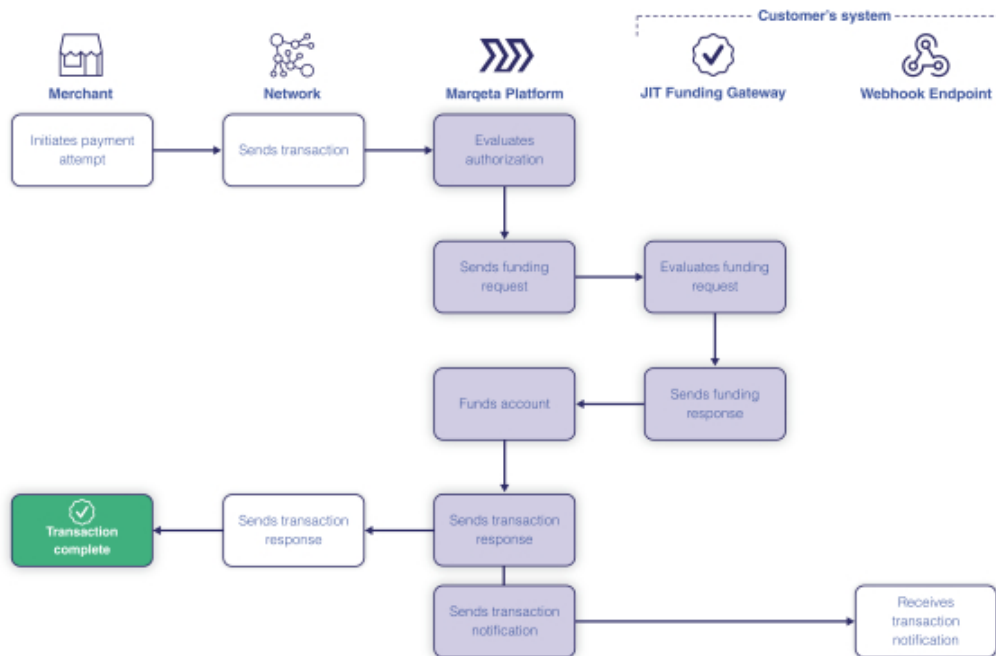 Customer's system
Merchant
Network
Marqeta Platform
JIT Funding Gateway
Webhook Endpoint
Initiates payment
attempt
Sends transaction
Evaluates
authorization
Sends funding
request
Evaluates funding
request
Funds account
Sends funding
response
Transaction
complete
Sends transaction
response
Sends transaction
response
Sends transaction
notification
Receives
transaction
notification